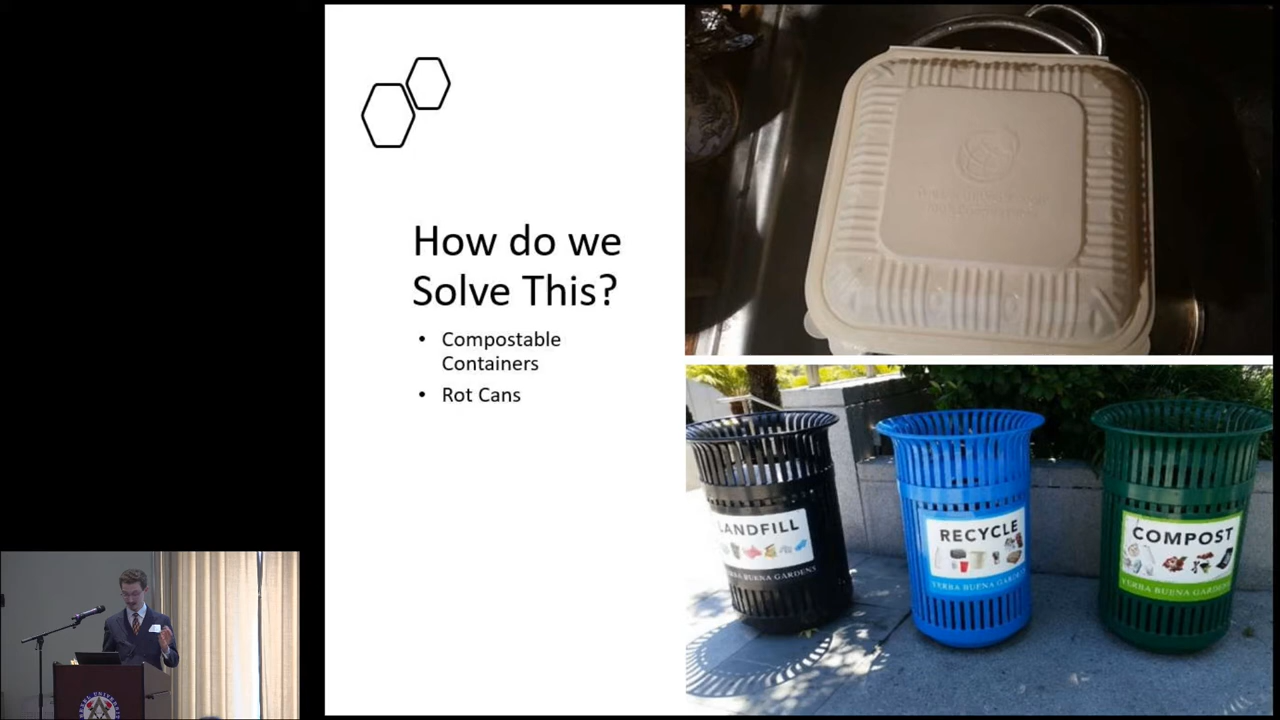 How do we
Solve This?
• Compostable
Containers
• Rot Cans
LANDFILL
YERBA BUENA GARDENS
RECYCLE
YERBA BUENA GARDENS
COMPOST
YERBA BUENA GARDENS